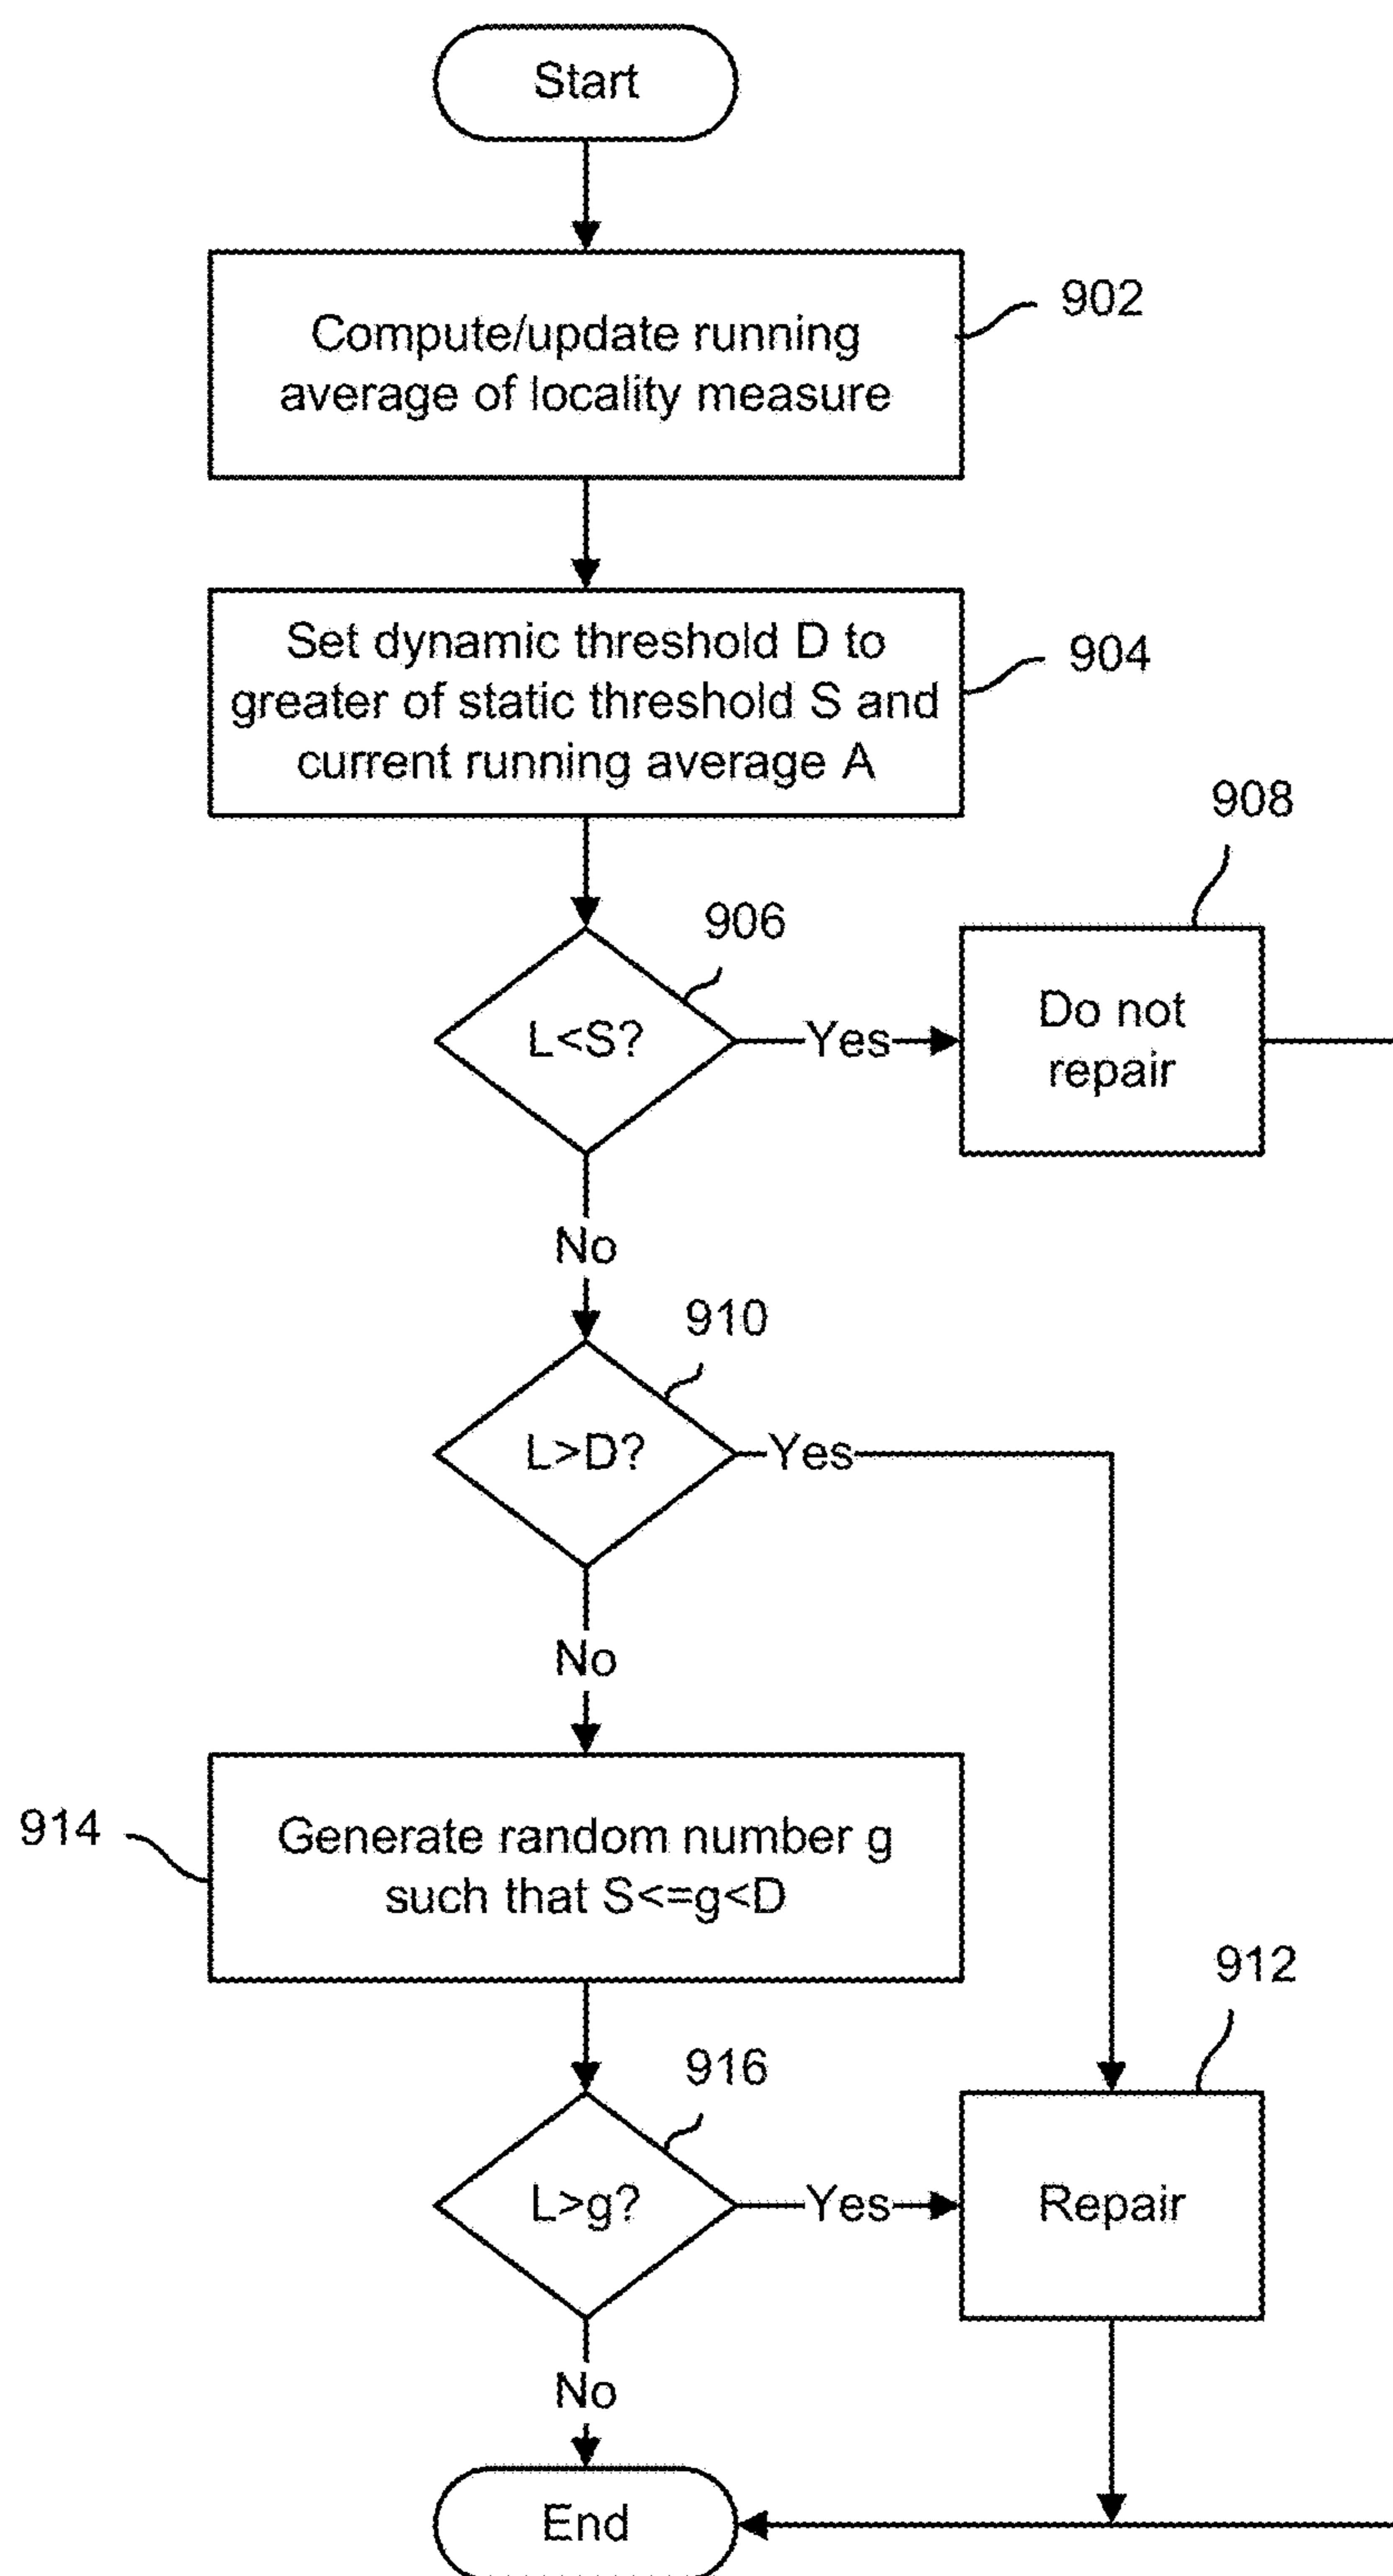 Start
902
Compute/update running
average of locality measure
904
Set dynamic threshold D to
greater of static threshold S and
current running average A
908
906
L<S?
Yes
Do not
repair
No
910
L>D?
Yes
No
914
Generate random number g
such that S<=g<D
912
916
L>g?
Yes
Repair
No
End